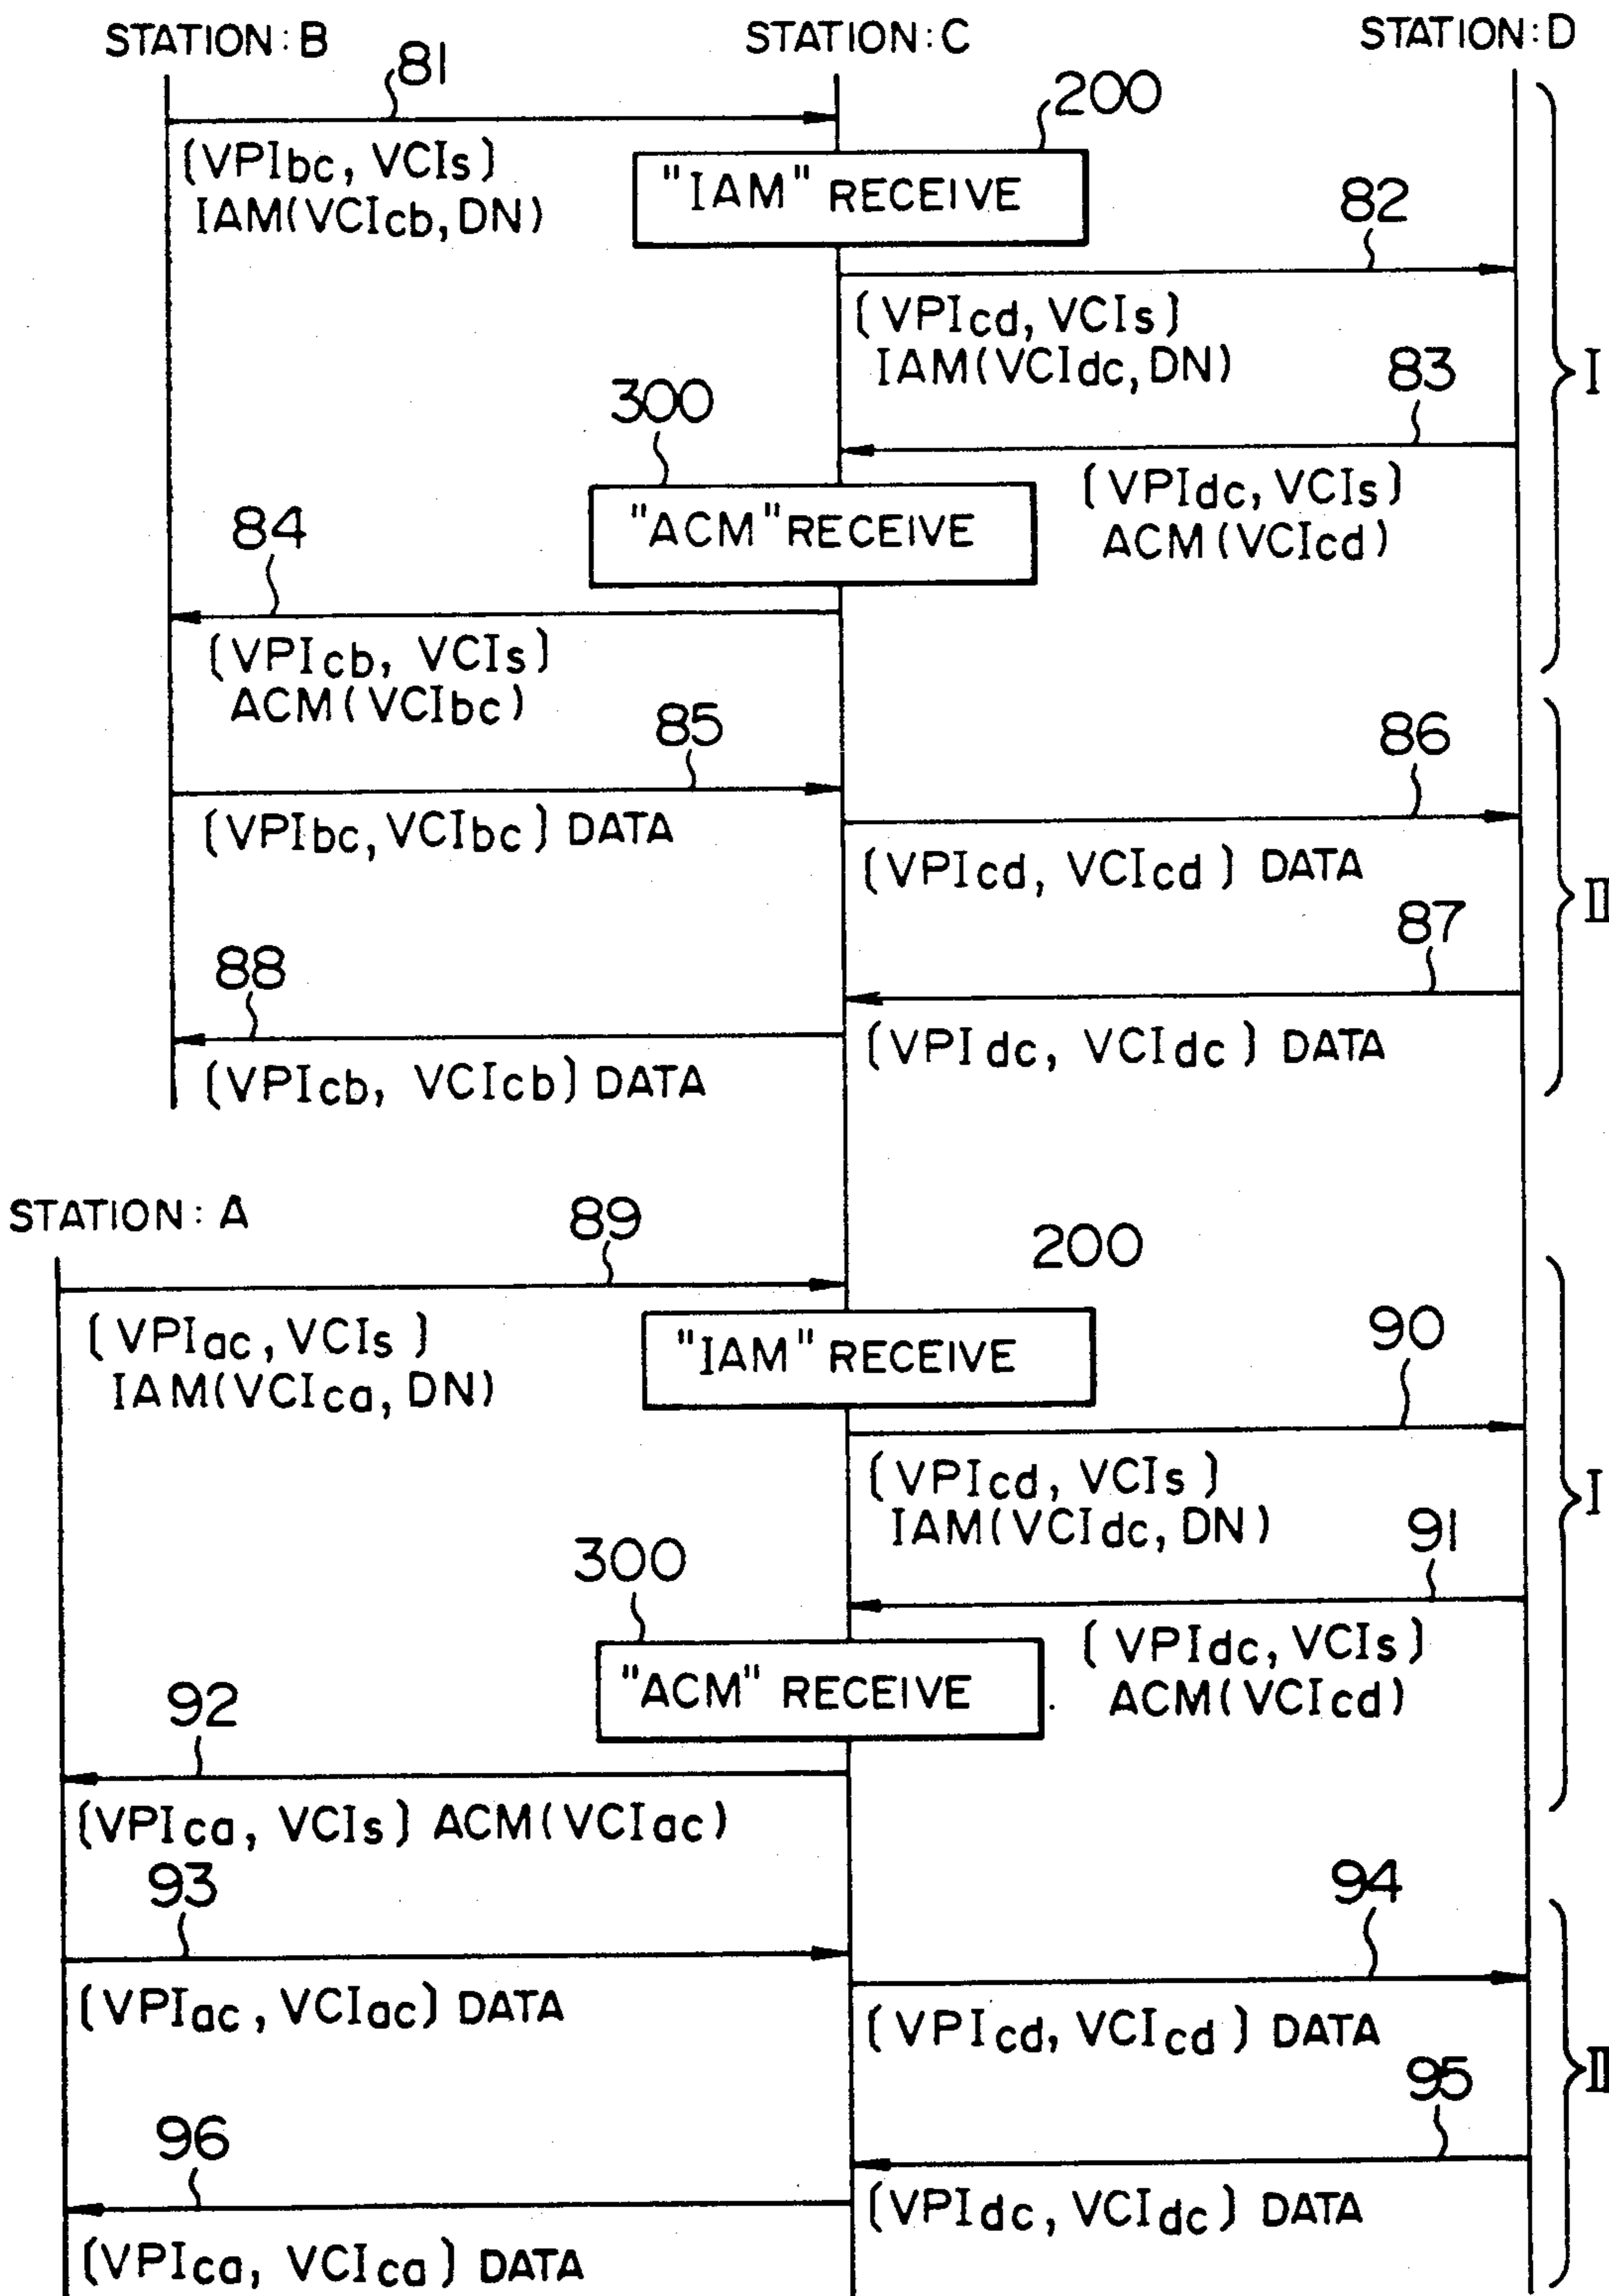 STATION: B
STATION: C
STATION: D
81
200
(VPIbc, VCIs)
IAM(VCIcb, DN)
"IAM" RECEIVE
82
(VPIcd, VCIs)
IAM(VCIdc, DN)
83
I
300
(VPIdc, VCIs)
ACM(VCIcd)
"ACM" RECEIVE
84
(VPIcb, VCIs)
ACM(VCIbc)
85
86
(VPIbc, VCIbc) DATA
(VPIcd, VCIcd) DATA
II
87
88
(VPIdc, VCIdc) DATA
(VPIcb, VCIcb) DATA
STATION: A
89
200
(VPIac, VCIs)
IAM(VCIca, DN)
"IAM" RECEIVE
90
(VPIcd, VCIs)
IAM(VCIdc, DN)
I
91
300
(VPIdc, VCIs)
ACM(VCIcd)
"ACM" RECEIVE
92
(VPIca, VCIs) ACM(VCIac)
93
94
(VPIac, VCIac) DATA
(VPIcd, VCIcd) DATA
II
95
96
(VPIdc, VCIdc) DATA
(VPIca, VCIca) DATA